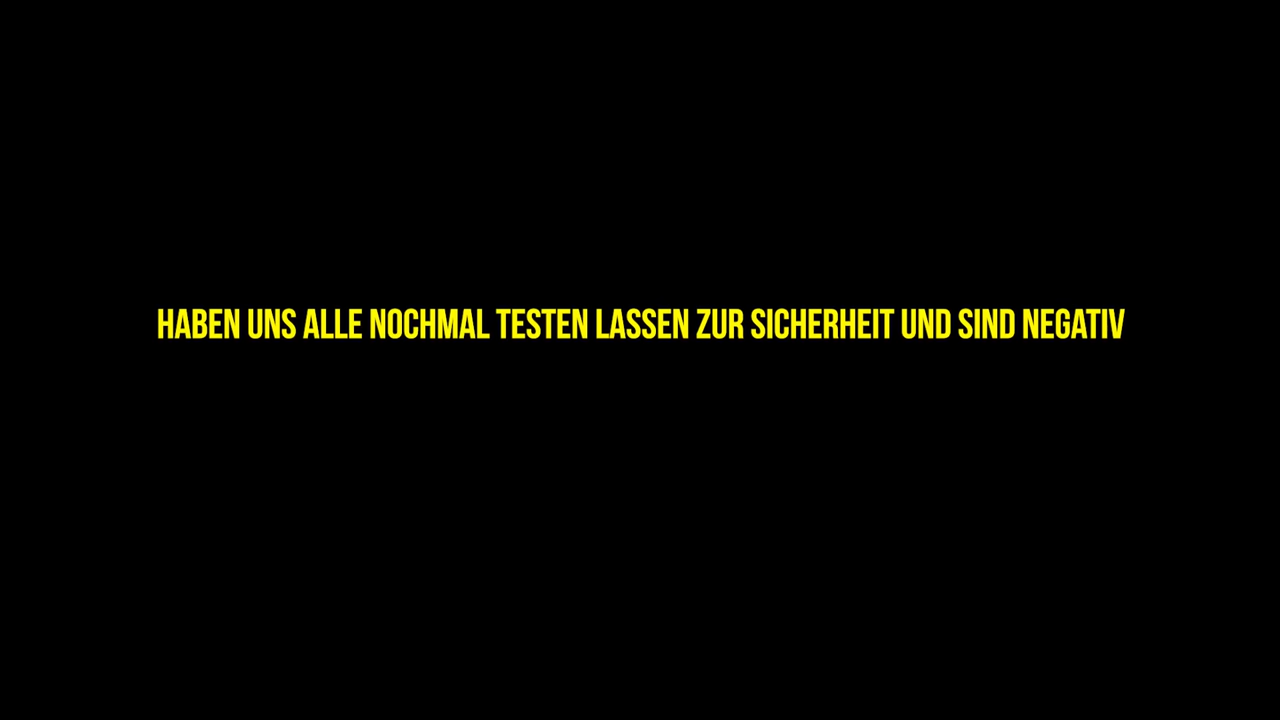 HABEN UNS ALLE NOCHMAL TESTEN LASSEN ZUR SICHERHEIT UND SIND NEGATIV